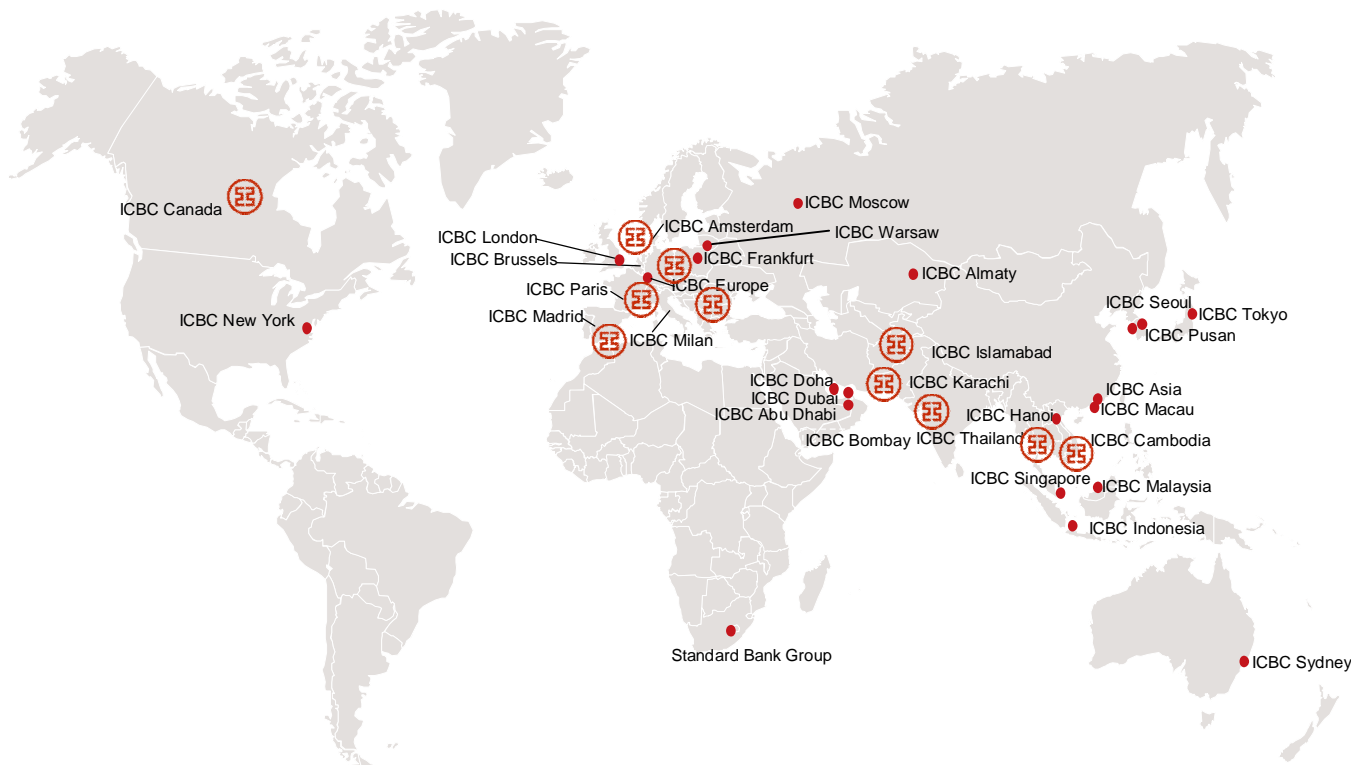 ICBC Canada
ICBC New York
ICBC Moscow
ICBC Amsterdam
ICBC London
ICBC Warsaw
ICBC Brussels
ICBC Frankfurt
ICBC Almaty
ICBC Europe
ICBC Paris
ICBC Madrid
ICBC Milan
ICBC Seoul
ICBC Tokyo
ICBC Pusan
ICBC Islamabad
ICBC Karachi
ICBC Doha
ICBC Dubai
ICBC Abu Dhabi
ICBC Asia
ICBC Macau
ICBC Hanoi
ICBC Bombay
ICBC Thailand
ICBC Cambodia
ICBC Singapore
ICBC Malaysia
ICBC Indonesia
Standard Bank Group
ICBC Sydney